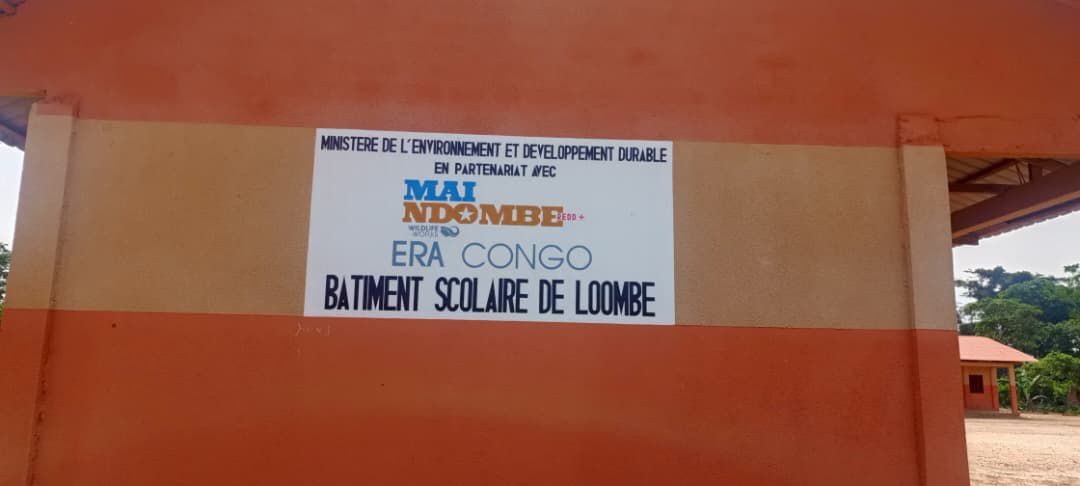 MINISTERE DE L'ENVIRONNEMENT ET DEVELOPPEMENT DURABLE
EN PARTENARIAT AVEC
MAI
NDOMBE REDD +
WILDLIFE
WORKS
ERA CONGO
BATIMENT SCOLAIRE DE LOOMBE